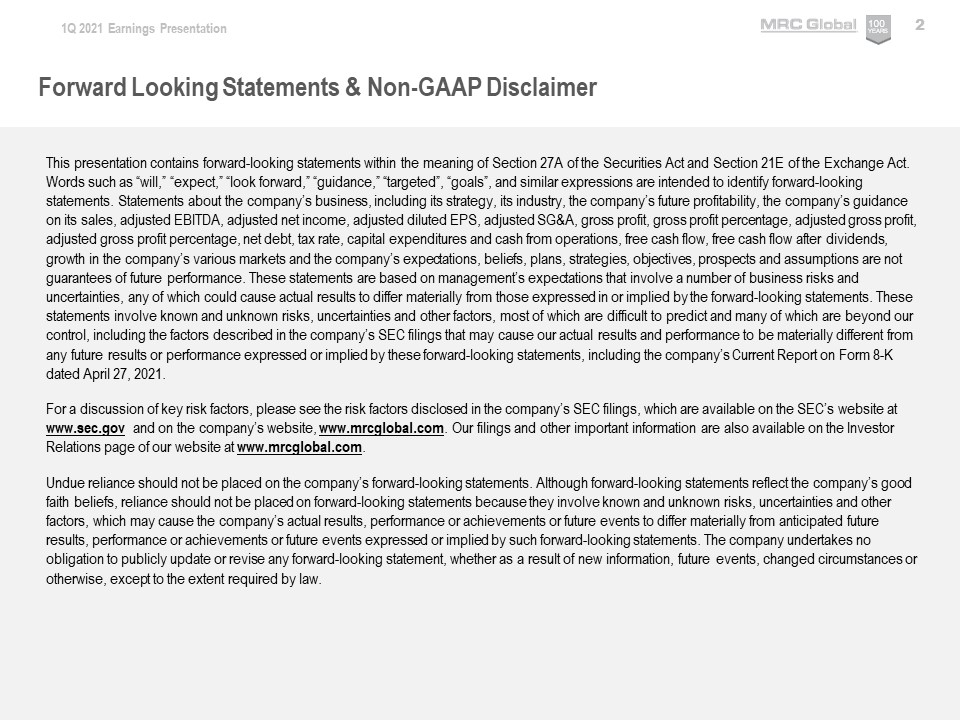 1Q 2021 Earnings Presentation
MRC Global
100
YEARS
2
Forward Looking Statements & Non-GAAP Disclaimer
This presentation contains forward-looking statements within the meaning of Section 27A of the Securities Act and Section 21E of the Exchange Act.
Words such as “will,” “expect,” “look forward,” “guidance,” “targeted”, “goals”, and similar expressions are intended to identify forward-looking
statements. Statements about the company’s business, including its strategy, its industry, the company’s future profitability, the company’s guidance
on its sales, adjusted EBITDA, adjusted net income, adjusted diluted EPS, adjusted SG&A, gross profit, gross profit percentage, adjusted gross profit,
adjusted gross profit percentage, net debt, tax rate, capital expenditures and cash from operations, free cash flow, free cash flow after dividends,
growth in the company’s various markets and the company’s expectations, beliefs, plans, strategies, objectives, prospects and assumptions are not
guarantees of future performance. These statements are based on management’s expectations that involve a number of business risks and
uncertainties, any of which could cause actual results to differ materially from those expressed in or implied by the forward-looking statements. These
statements involve known and unknown risks, uncertainties and other factors, most of which are difficult to predict and many of which are beyond our
control, including the factors described in the company’s SEC filings that may cause our actual results and performance to be materially different from
any future results or performance expressed or implied by these forward-looking statements, including the company’s Current Report on Form 8-K
dated April 27, 2021.
For a discussion of key risk factors, please see the risk factors disclosed in the company’s SEC filings, which are available on the SEC’s website at
www.sec.gov and on the company’s website, www.mrcglobal.com. Our filings and other important information are also available on the Investor
Relations page of our website at www.mrcglobal.com.
Undue reliance should not be placed on the company’s forward-looking statements. Although forward-looking statements reflect the company’s good
faith beliefs, reliance should not be placed on forward-looking statements because they involve known and unknown risks, uncertainties and other
factors, which may cause the company’s actual results, performance or achievements or future events to differ materially from anticipated future
results, performance or achievements or future events expressed or implied by such forward-looking statements. The company undertakes no
obligation to publicly update or revise any forward-looking statement, whether as a result of new information, future events, changed circumstances or
otherwise, except to the extent required by law.